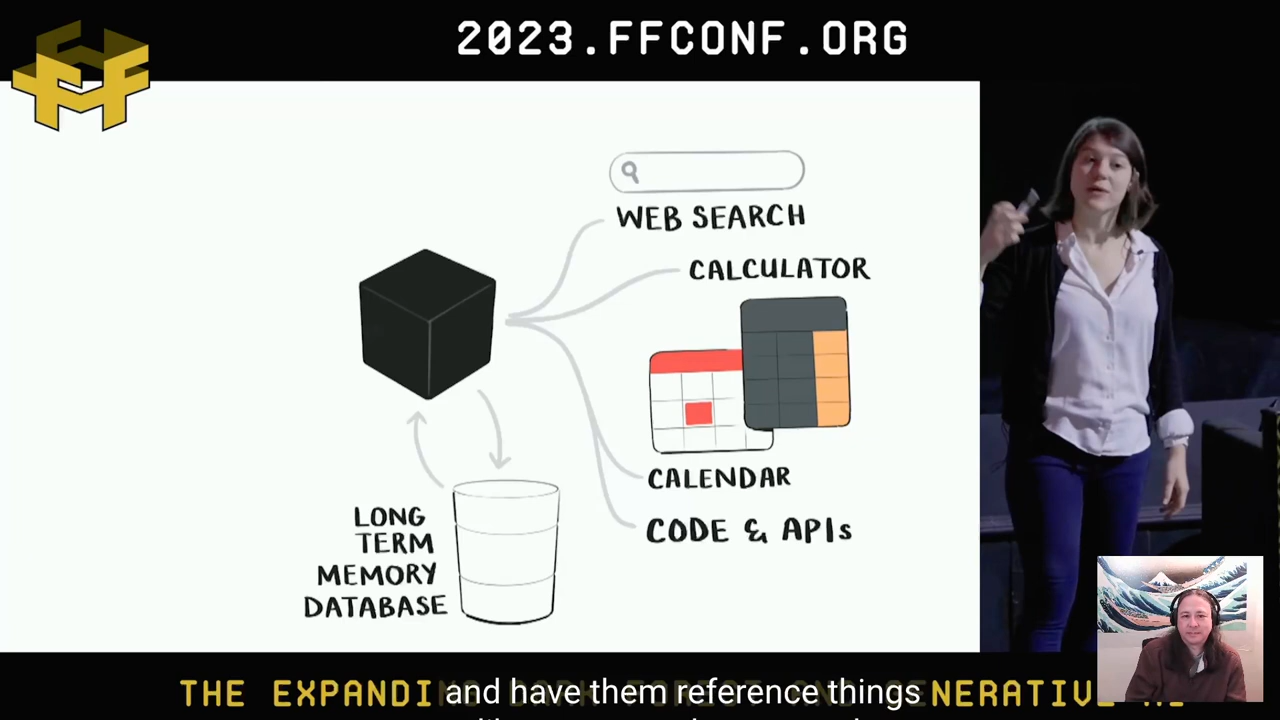 2023.FFCONF.ORG
WEB SEARCH
CALCULATOR
CALENDAR
CODE & APIs
LONG
TERM
MEMORY
DATABASE
THE EXPANDI
and have them reference things